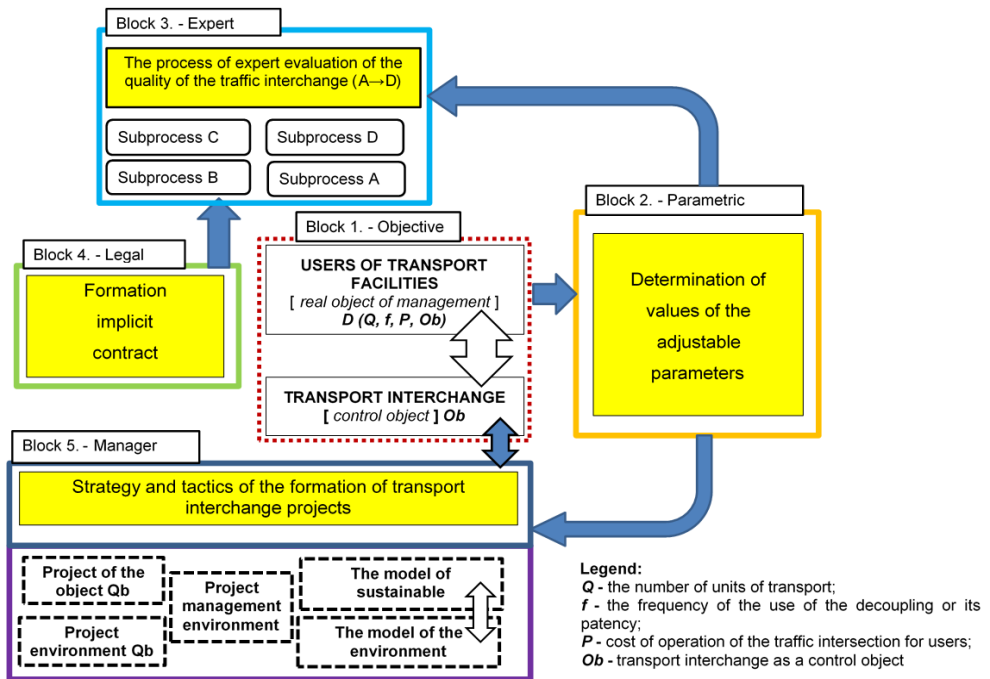 Block 3. - Expert
The process of expert evaluation of the
quality of the traffic interchange (A→D)
Subprocess C
Subprocess D
Subprocess B
Subprocess A
Block 2. - Parametric
Determination of
values of the
adjustable
parameters
Block 1. - Objective
USERS OF TRANSPORT
FACILITIES
[ real object of management ]
D (Q, f, P, Ob)
TRANSPORT INTERCHANGE
[ control object ] Ob
Block 4. - Legal
Formation
implicit
contract
Block 5. - Manager
Strategy and tactics of the formation of transport
interchange projects
Project of the
object Qb
Project
environment Qb
Project
management
environment
The model of
sustainable
The model of the
environment
Legend:
Q - the number of units of transport;
f - the frequency of the use of the decoupling or its
patency;
P - cost of operation of the traffic intersection for users;
Ob - transport interchange as a control object